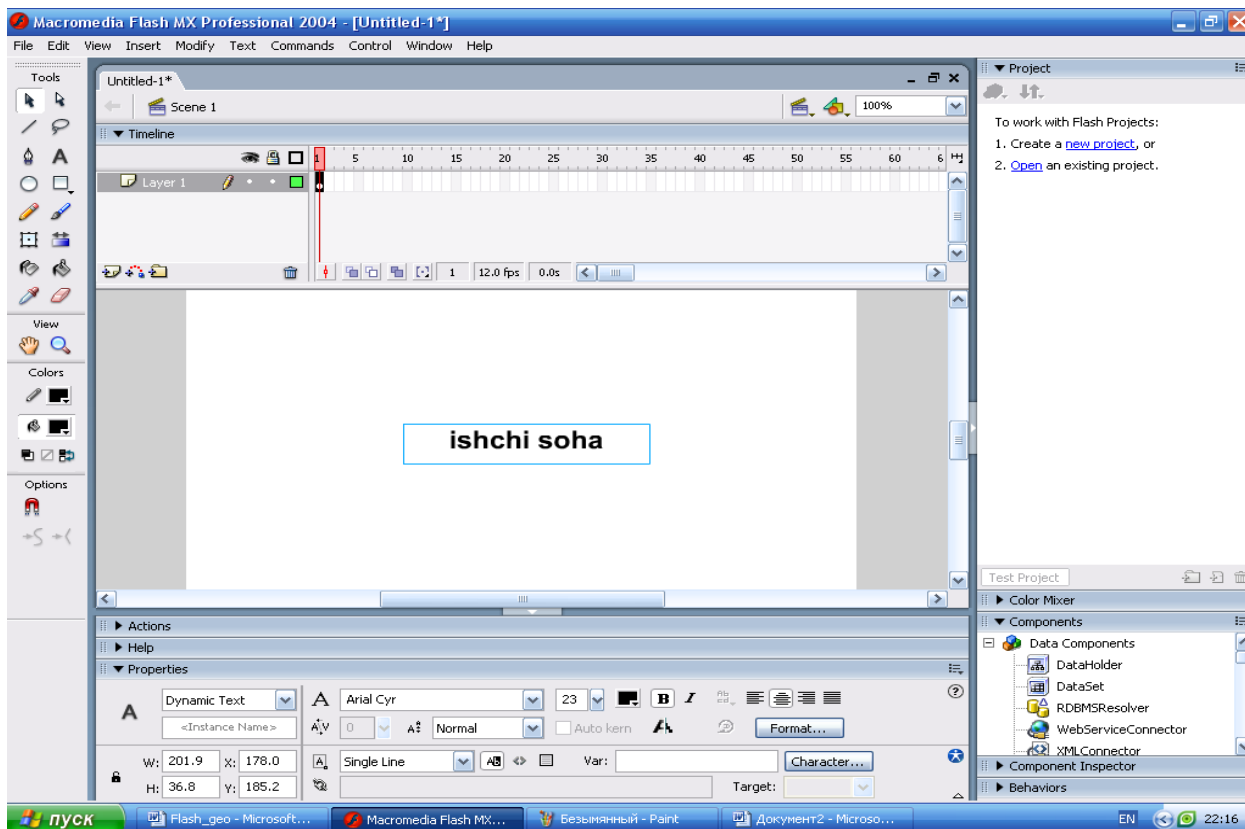 Macromedia Flash MX Professional 2004 - [Untitled-1*]
File Edit View Insert Modify Text Commands Control Window Help
Tools
View
Colors
Options
Untitled-1*
Scene 1
100%
Timeline
1 5 10 15 20 25 30 35 40 45 50 55 60 6
Layer 1
1 12.0 fps 0.0s
ishchi soha
Actions
Help
Properties
Dynamic Text A Arial Cyr 23 B I
A <Instance Name> 0 Normal Auto kern Format...
W: 201.9 X: 178.0 Single Line Var: Character...
H: 36.8 Y: 185.2 Target:
Project
To work with Flash Projects:
1. Create a new project, or
2. Open an existing project.
Test Project
Color Mixer
Components
Data Components
DataHolder
DataSet
RDBMSResolver
WebServiceConnector
XMLConnector
Component Inspector
Behaviors
пуск Flash_geo - Microsoft... Macromedia Flash MX... Безымянный - Paint Документ2 - Microso... EN 22:16